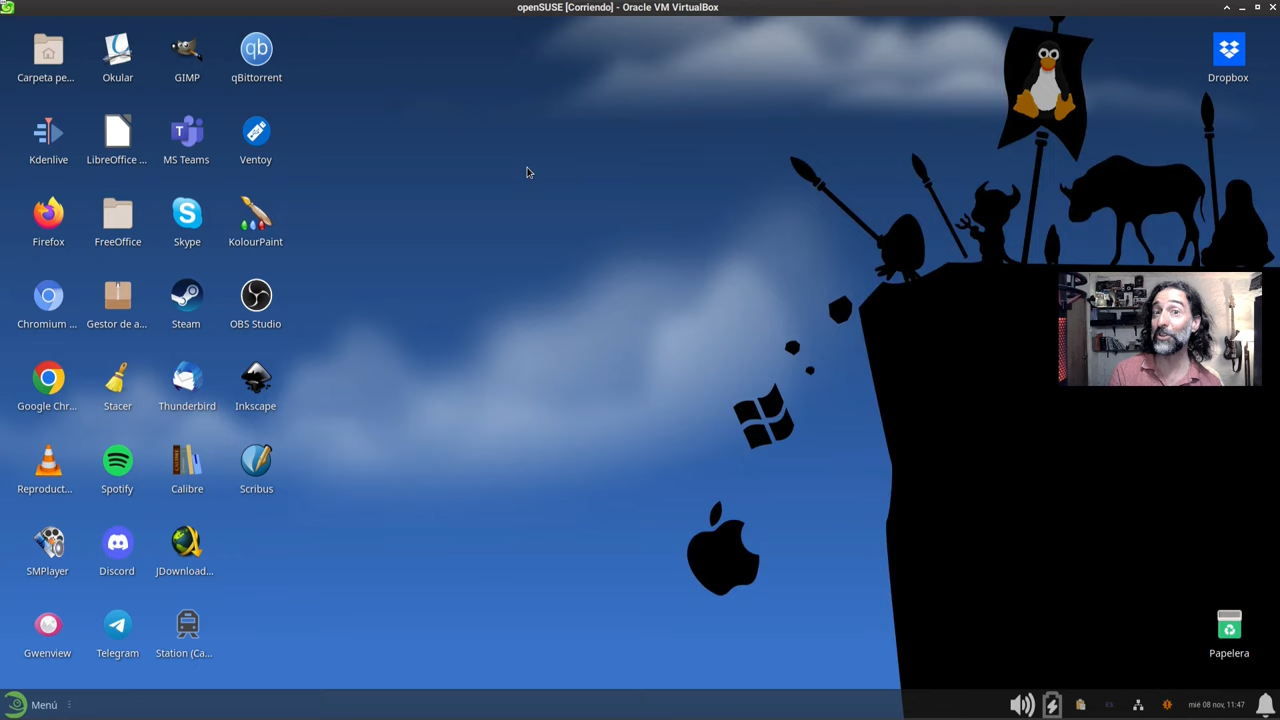 openSUSE [Corriendo] - Oracle VM VirtualBox
Carpeta pe...
Okular
GIMP
qb
qBittorrent
Dropbox
Kdenlive
LibreOffice ...
MS Teams
Ventoy
Firefox
FreeOffice
Skype
KolourPaint
Chromium ...
Gestor de a...
Steam
OBS Studio
Google Chr...
Stacer
Thunderbird
Inkscape
Reproduct...
Spotify
Calibre
Scribus
SMPlayer
Discord
JDownload...
Gwenview
Telegram
Station (Ca...
Papelera
Menú
ES
mié 08 nov, 11:47